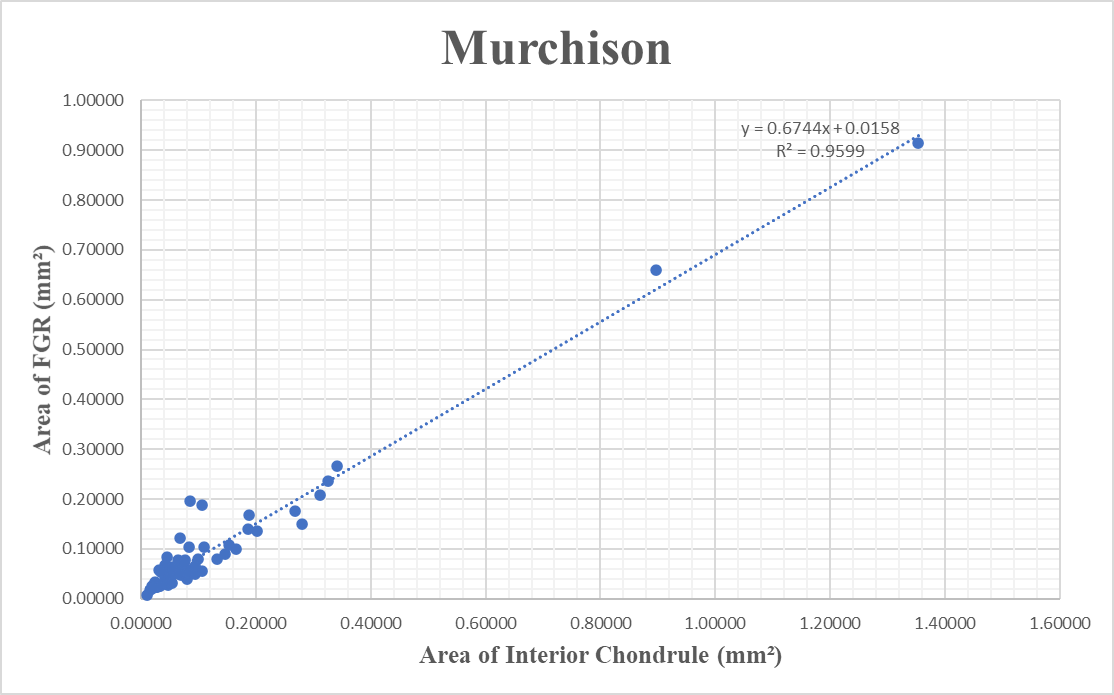 Murchison
1.00000
y = 0.6744x + 0.0158
R² = 0.9599
0.90000
0.80000
0.70000
0.60000
0.50000
0.40000
0.30000
0.20000
0.10000
0.00000
Area of FGR (mm²)
0.00000 0.20000 0.40000 0.60000 0.80000 1.00000 1.20000 1.40000 1.60000
Area of Interior Chondrule (mm²)